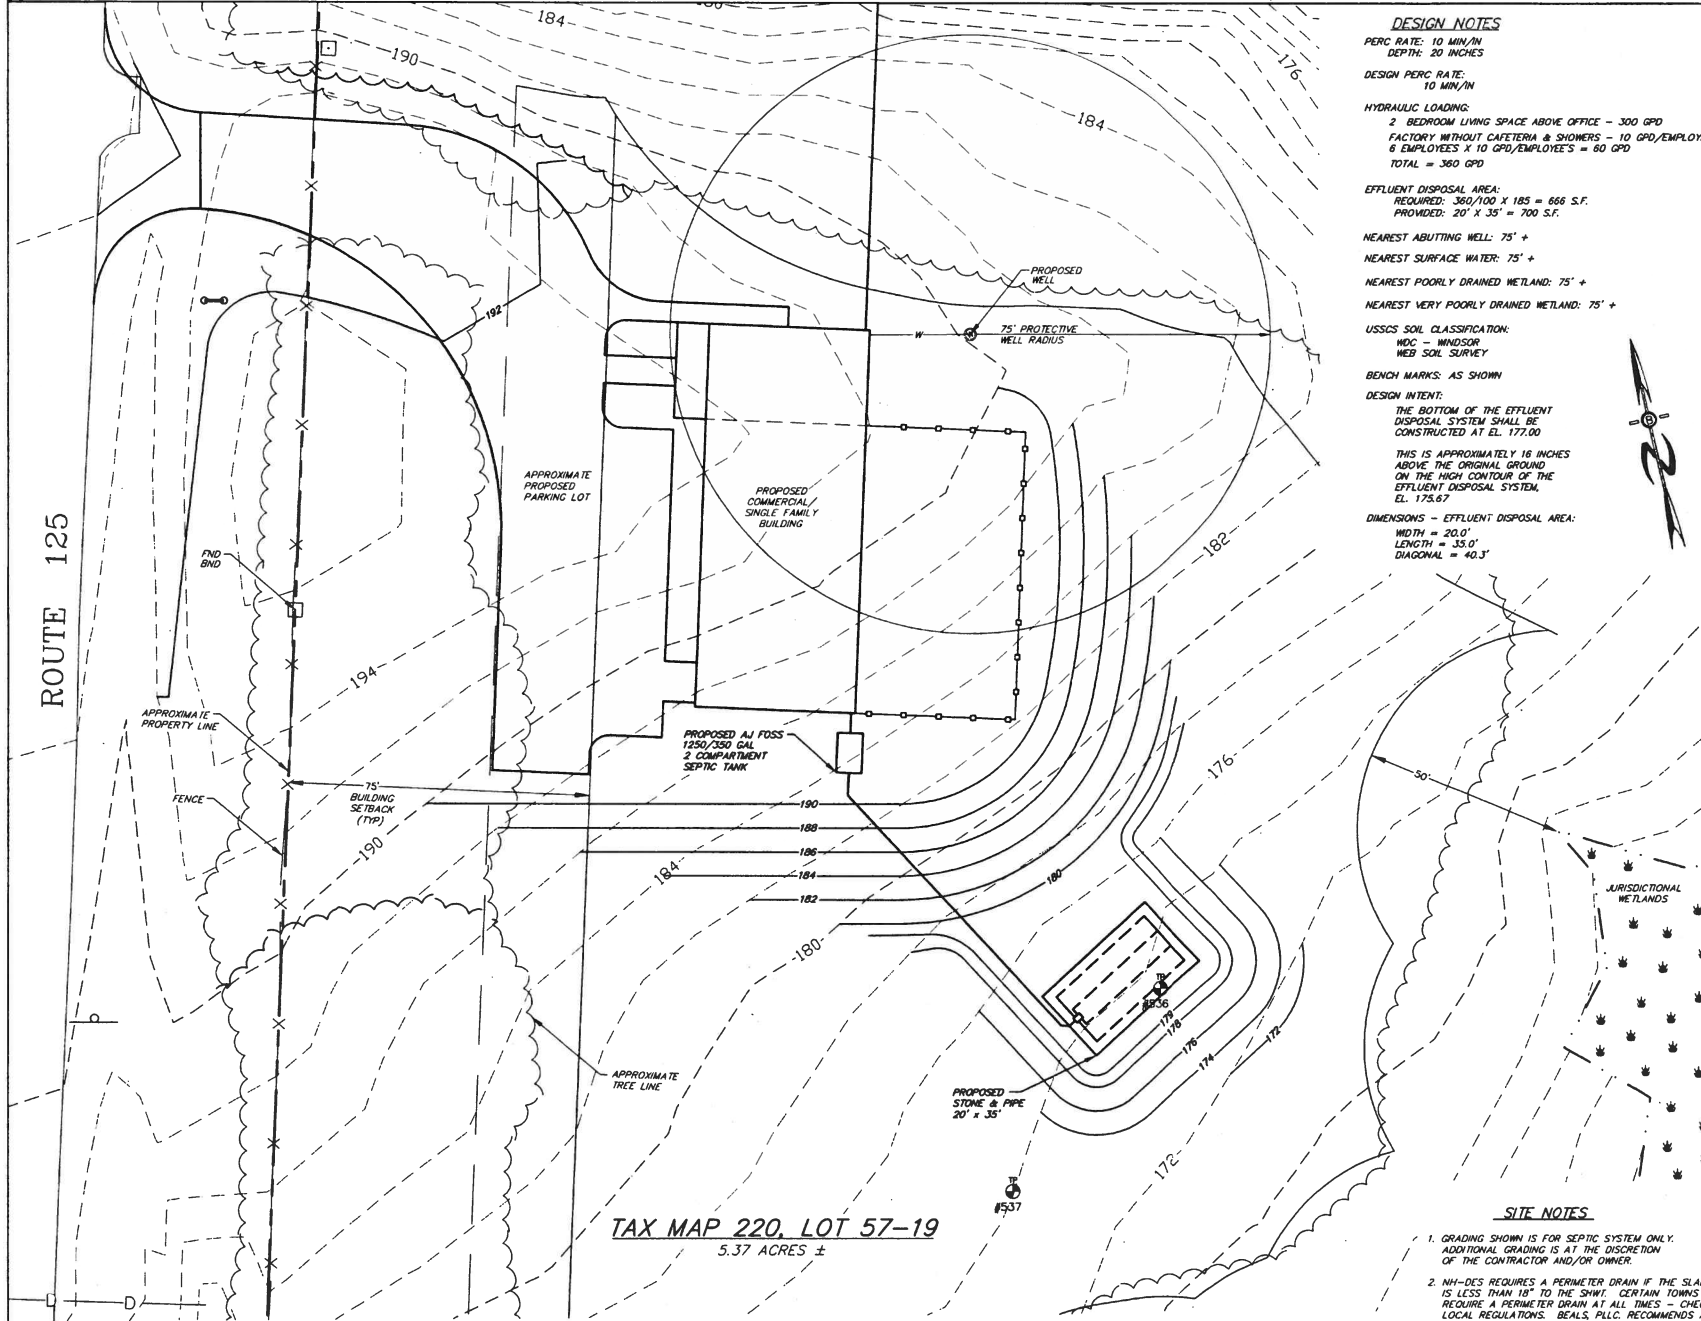 184
190
176
184
DESIGN NOTES
PERC RATE: 10 MIN/IN
DEPTH: 20 INCHES
DESIGN PERC RATE:
10 MIN/IN
HYDRAULIC LOADING:
2 BEDROOM LIVING SPACE ABOVE OFFICE - 300 GPD
FACTORY WITHOUT CAFETERIA & SHOWERS - 10 GPD/EMPLOY
6 EMPLOYEES X 10 GPD/EMPLOYEE'S = 60 GPD
TOTAL = 360 GPD
EFFLUENT DISPOSAL AREA:
REQUIRED: 360/100 X 185 = 666 S.F.
PROVIDED: 20' X 35' = 700 S.F.
NEAREST ABUTTING WELL: 75' +
NEAREST SURFACE WATER: 75' +
NEAREST POORLY DRAINED WETLAND: 75' +
NEAREST VERY POORLY DRAINED WETLAND: 75' +
USSCS SOIL CLASSIFICATION:
WDC - WINDSOR
WEB SOIL SURVEY
BENCH MARKS: AS SHOWN
DESIGN INTENT:
THE BOTTOM OF THE EFFLUENT
DISPOSAL SYSTEM SHALL BE
CONSTRUCTED AT EL. 177.00
THIS IS APPROXIMATELY 16 INCHES
ABOVE THE ORIGINAL GROUND
ON THE HIGH CONTOUR OF THE
EFFLUENT DISPOSAL SYSTEM,
EL. 175.67
DIMENSIONS - EFFLUENT DISPOSAL AREA:
WIDTH = 20.0'
LENGTH = 35.0'
DIAGONAL = 40.3'
B
Z
PROPOSED
WELL
W
W
75' PROTECTIVE
WELL RADIUS
192
APPROXIMATE
PROPOSED
PARKING LOT
PROPOSED
COMMERCIAL/
SINGLE FAMILY
BUILDING
ROUTE 125
FND
BND
182
194
APPROXIMATE
PROPERTY LINE
PROPOSED AJ FOSS
1250/350 GAL
2 COMPARTMENT
SEPTIC TANK
176
50'
FENCE
75'
BUILDING
SETBACK
(TYP)
190
188
186
184
182
190
184
180
180
JURISDICTIONAL
WETLANDS
TP
#536
179
178
176
174
172
APPROXIMATE
TREE LINE
PROPOSED
STONE & PIPE
20' x 35'
172
TP
#537
TAX MAP 220, LOT 57-19
5.37 ACRES ±
D
D
SITE NOTES
1. GRADING SHOWN IS FOR SEPTIC SYSTEM ONLY.
ADDITIONAL GRADING IS AT THE DISCRETION
OF THE CONTRACTOR AND/OR OWNER.
2. NH-DES REQUIRES A PERIMETER DRAIN IF THE SLA
IS LESS THAN 18" TO THE SHWT. CERTAIN TOWNS
REQUIRE A PERIMETER DRAIN AT ALL TIMES - CHE
LOCAL REGULATIONS. BEALS, PLLC. RECOMMENDS